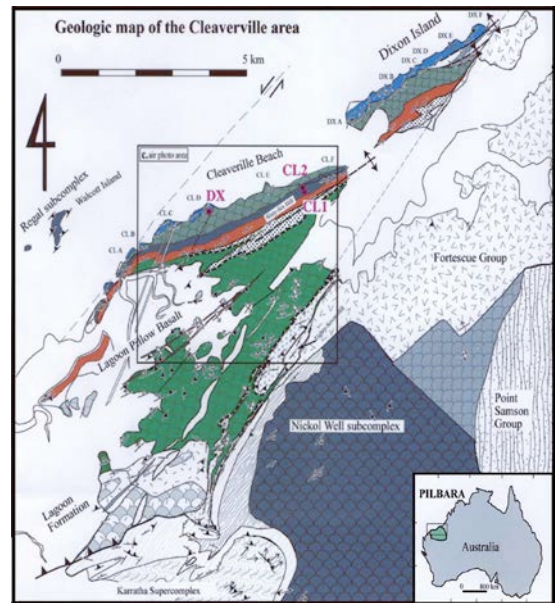 Geologic map of the Cleaverville area
0 5 km
Dixon Island
DX F
DX E
DX D
DX C
DX B
DX A
Regal subcomplex
Walcott Island
air photo area
Cleaverille Beach
CL F
CL E
CL2
CL D
DX
CL C
CL1
CL B
CL A
Fortescue Group
Lagoon Pillow Basalt
Point
Samson
Group
Nickol Well subcomplex
Lagoon
Formation
Karratha Supercomplex
PILBARA
Australia
0 800 km